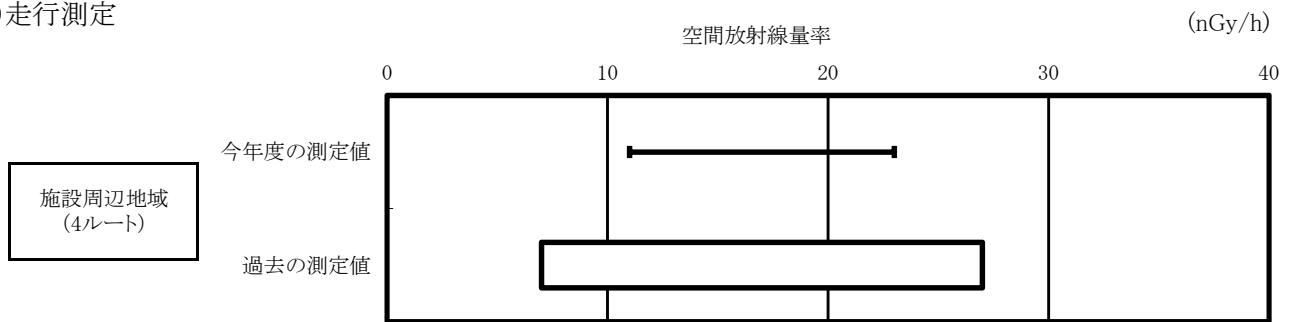 走行測定
(nGy/h)
空間放射線量率
0 10 20 30 40
今年度の測定値
施設周辺地域
(4ルート)
過去の測定値